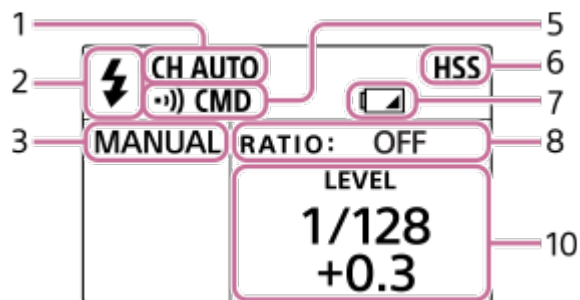 1
5
2
CH AUTO
HSS
6
•)) CMD
7
3
MANUAL
RATIO: OFF
8
LEVEL
1/128
+0.3
10